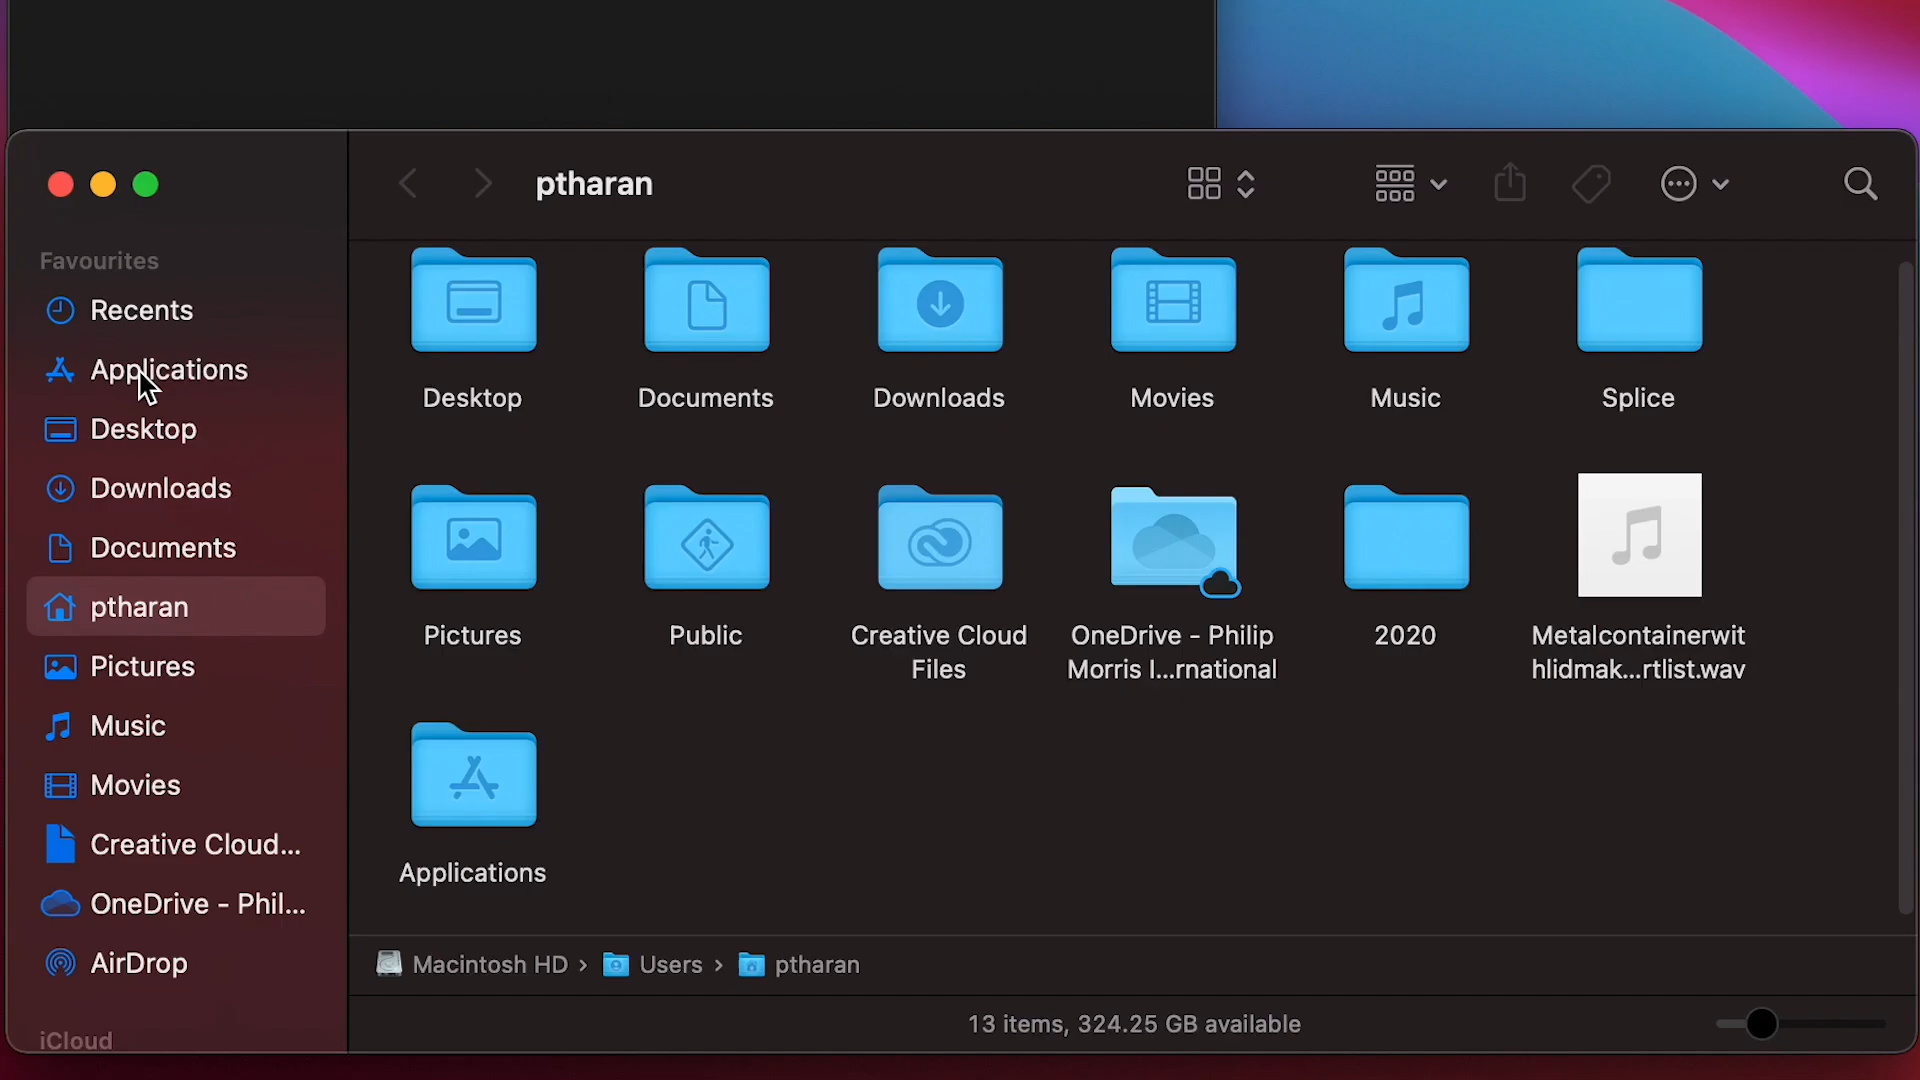 ptharan
Favourites
Recents
Applications
Desktop
Downloads
Documents
ptharan
Pictures
Music
Movies
Creative Cloud...
OneDrive - Phil...
AirDrop
iCloud
Desktop
Documents
Downloads
Movies
Music
Splice
Pictures
Public
Creative Cloud
Files
OneDrive - Philip
Morris I...rnational
2020
Metalcontainerwit
hlidmak...rtlist.wav
Applications
Macintosh HD › Users › ptharan
13 items, 324.25 GB available